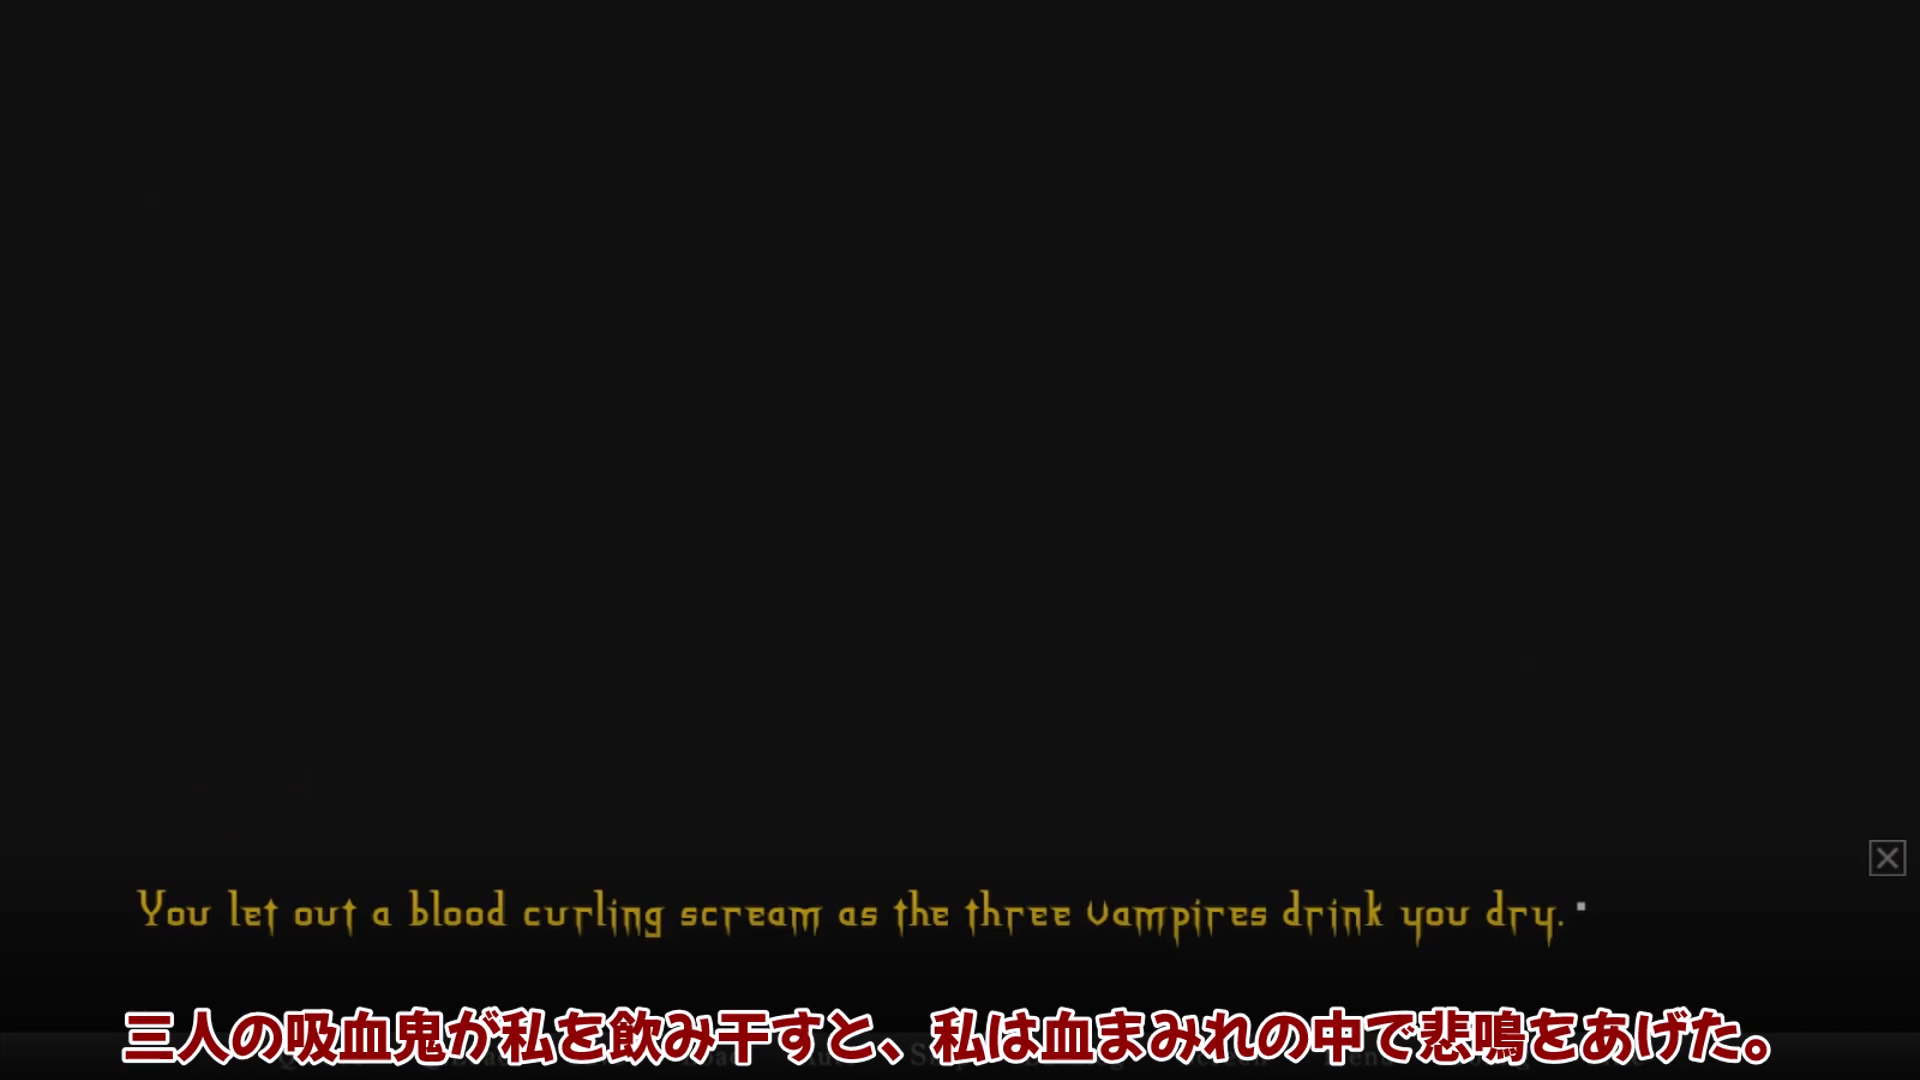 You let out a blood curling scream as the three vampires drink you dry.
三人の吸血鬼が私を飲み干すと、私は血まみれの中で悲鳴をあげた。